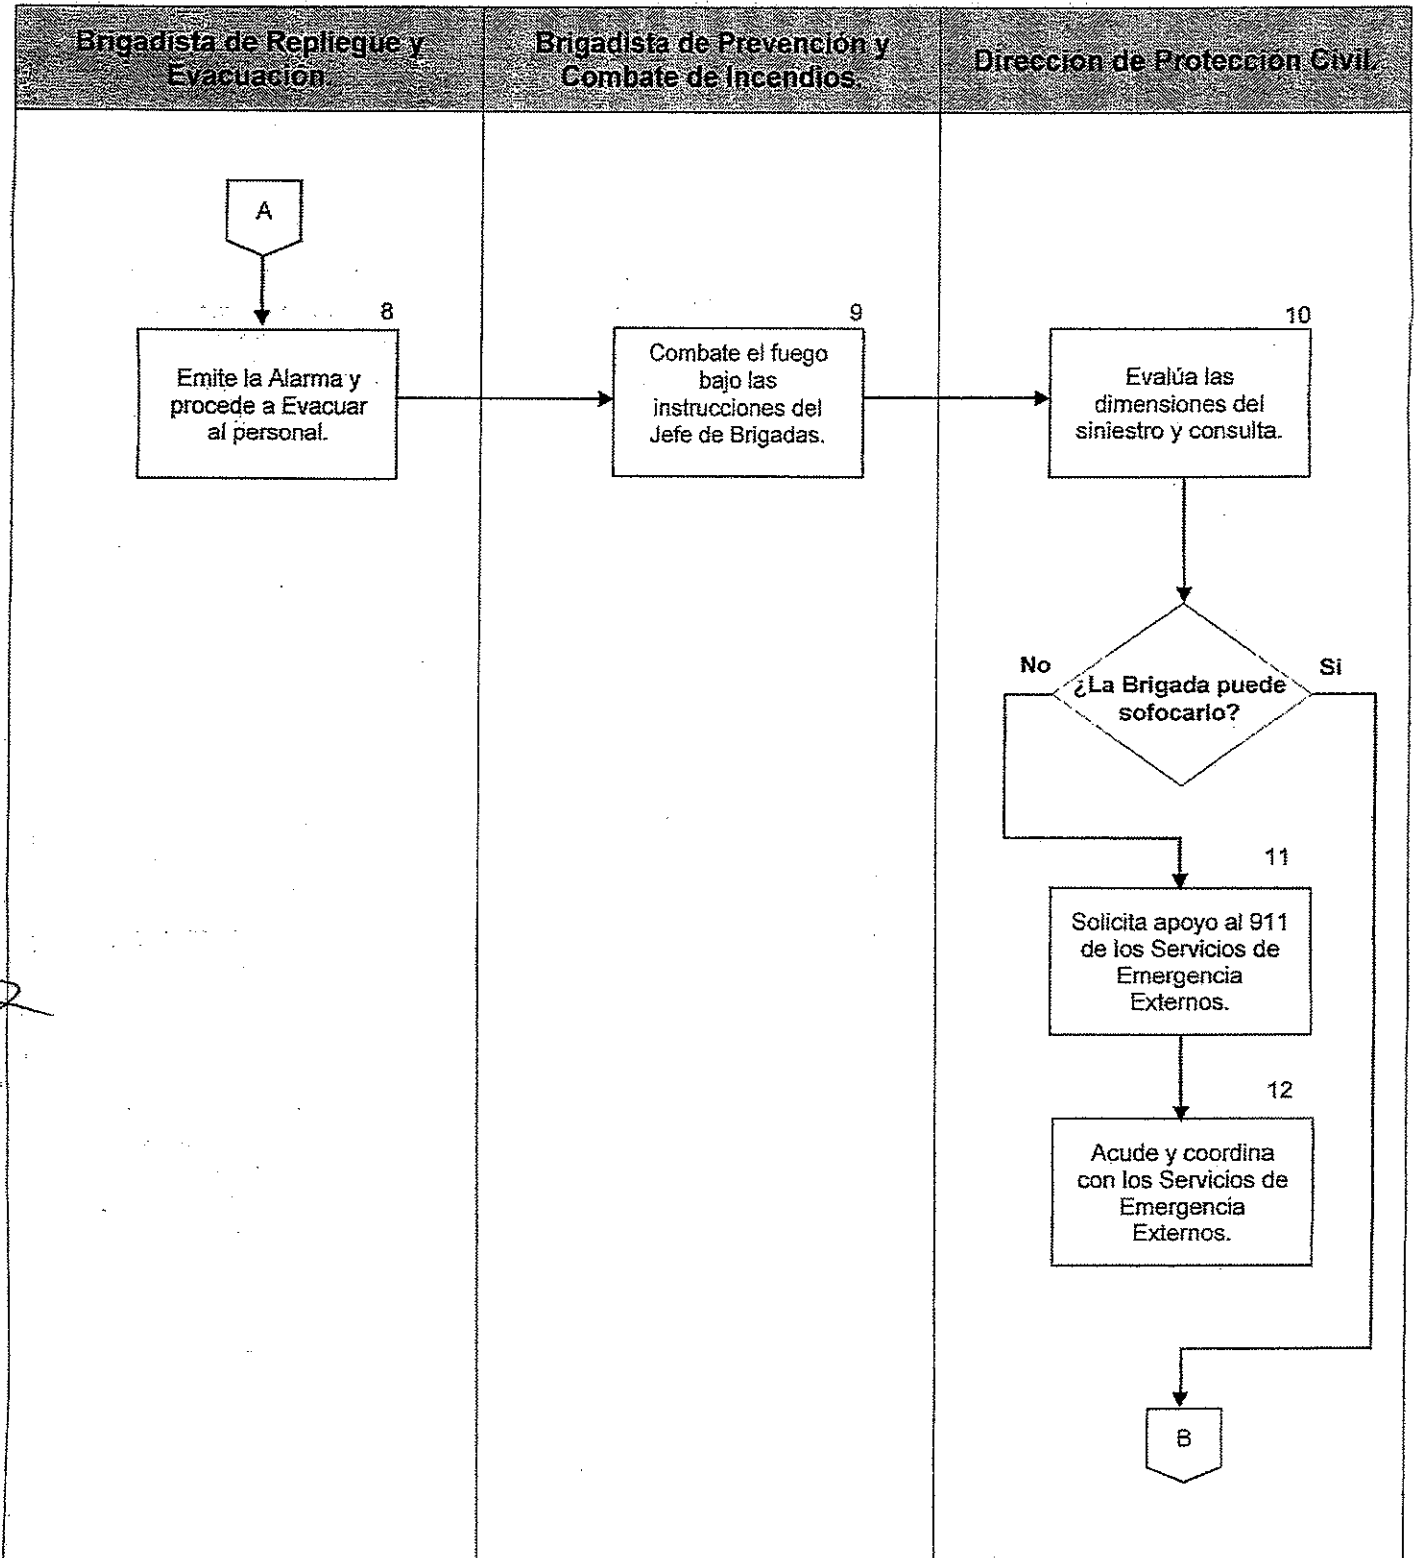 Brigadista de Repliegue y
Evacuación.
Brigadista de Prevención y
Combate de Incendios.
Dirección de Protección Civil.
A
8
Emite la Alarma y
procede a Evacuar
al personal.
9
Combate el fuego
bajo las
instrucciones del
Jefe de Brigadas.
10
Evalúa las
dimensiones del
siniestro y consulta.
No
¿La Brigada puede
sofocarlo?
Si
11
Solicita apoyo al 911
de los Servicios de
Emergencia
Externos.
12
Acude y coordina
con los Servicios de
Emergencia
Externos.
B